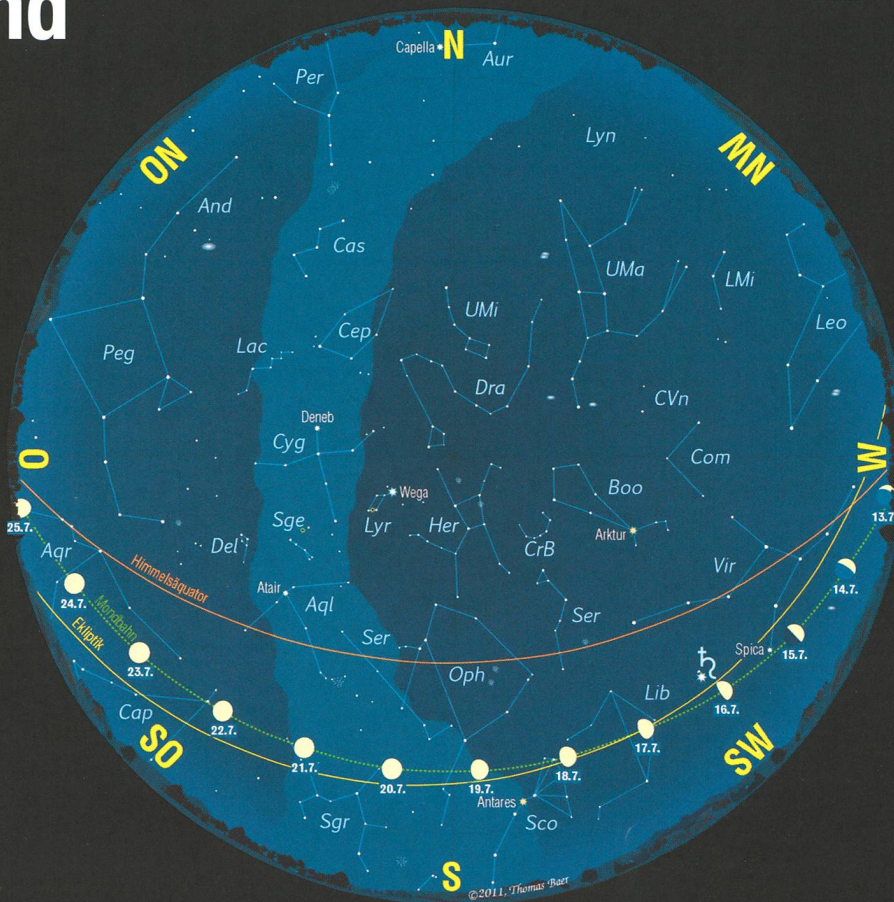 nd
Capella
N
Aur
Per
Lyn
NO
NW
And
Cas
UMa
LMi
UMi
Leo
Cep
Lac
Peg
Dra
CVn
Deneb
Cyg
Com
O
W
Boo
Wega
Sge
Lyr
Her
Arktur
CrB
13.7
25.7.
Del
Aqr
Himmelsäquator
Vir
14.7.
Atair
Aql
24.7.
Mondbahn
Ser
Ser
Ekliptik
Spica
15.7.
♄
23.7.
Oph
Lib
16.7.
Cap
22.7.
17.7.
SO
SW
21.7.
18.7.
20.7.
19.7.
Antares
Sgr
Sco
S
©2011, Thomas Baer